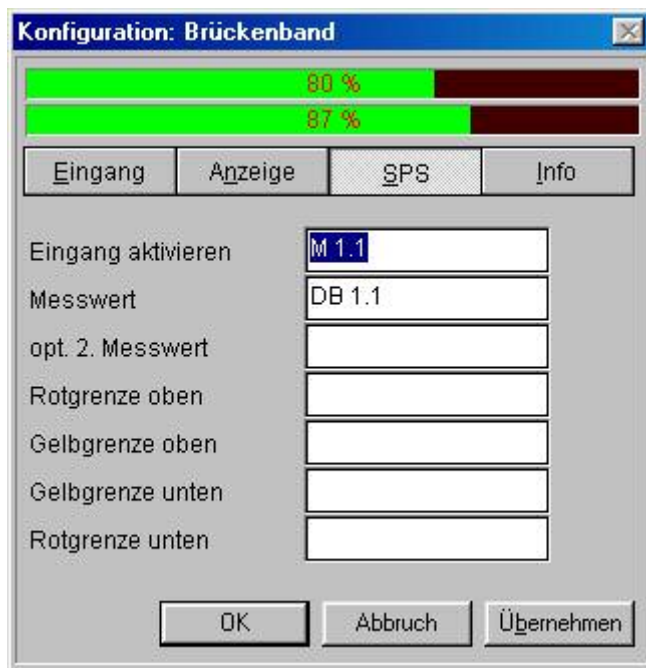 Konfiguration: Brückenband
80 %
87 %
Eingang Anzeige SPS Info
Eingang aktivieren M 1.1
Messwert DB 1.1
opt. 2. Messwert
Rotgrenze oben
Gelbgrenze oben
Gelbgrenze unten
Rotgrenze unten
OK Abbruch Übernehmen